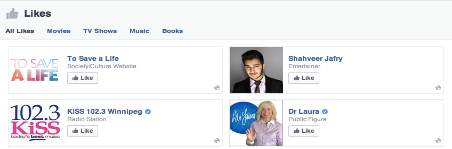 Likes
All Likes Movies TV Shows Music Books
TO SAVE
A LIFE
To Save a Life
Society/Culture Website
Like
Shahveer Jafry
Entertainer
Like
102.3
KiSS
today's best music
KiSS 102.3 Winnipeg
Radio Station
Like
Dr. Laura
Dr Laura
Public Figure
Like